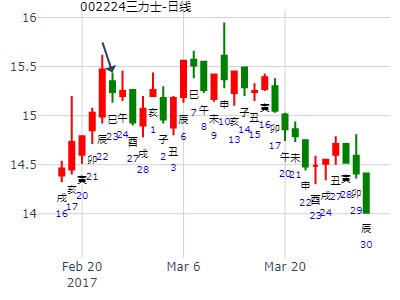 002224三力士-日线
16
15.5
15
14.5
14
戌
16
亥
17
寅
20
卯
21
辰
22
巳
23
午
24
酉
27
戌
28
亥
1
子
2
丑
3
辰
6
巳
7
午
8
未
9
申
10
亥
13
子
14
丑
15
寅
16
卯
17
午
20
未
21
申
22
酉
23
戌
24
丑
27
寅
28
卯
29
辰
30
Feb 20
2017
Mar 6
Mar 20